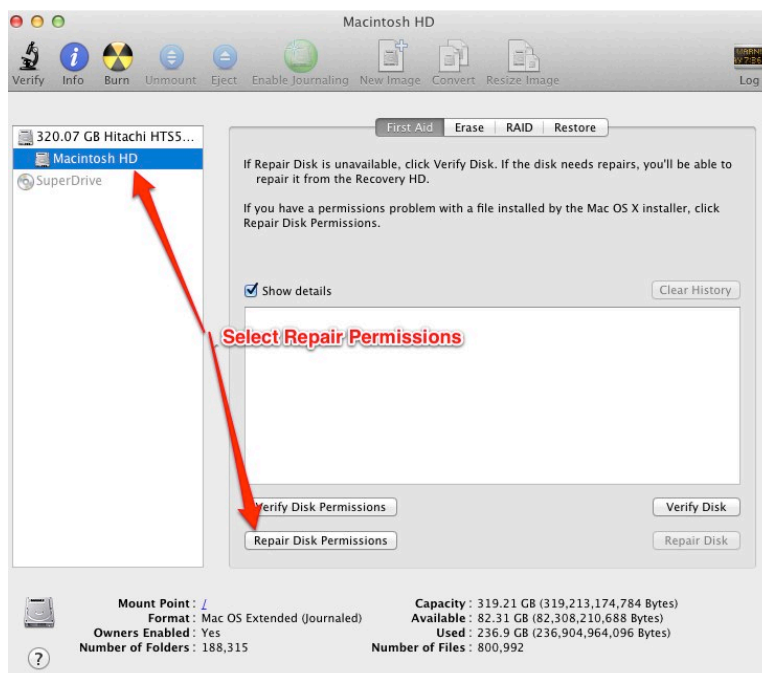 Macintosh HD
Verify Info Burn Unmount Eject Enable Journaling New Image Convert Resize Image Log
First Aid Erase RAID Restore
320.07 GB Hitachi HTS5...
Macintosh HD
SuperDrive
If Repair Disk is unavailable, click Verify Disk. If the disk needs repairs, you'll be able to
repair it from the Recovery HD.
If you have a permissions problem with a file installed by the Mac OS X installer, click
Repair Disk Permissions.
Show details Clear History
Select Repair Permissions
Verify Disk Permissions Verify Disk
Repair Disk Permissions Repair Disk
Mount Point : / Capacity : 319.21 GB (319,213,174,784 Bytes)
Format : Mac OS Extended (Journaled) Available : 82.31 GB (82,308,210,688 Bytes)
Owners Enabled : Yes Used : 236.9 GB (236,904,964,096 Bytes)
Number of Folders : 188,315 Number of Files : 800,992
?